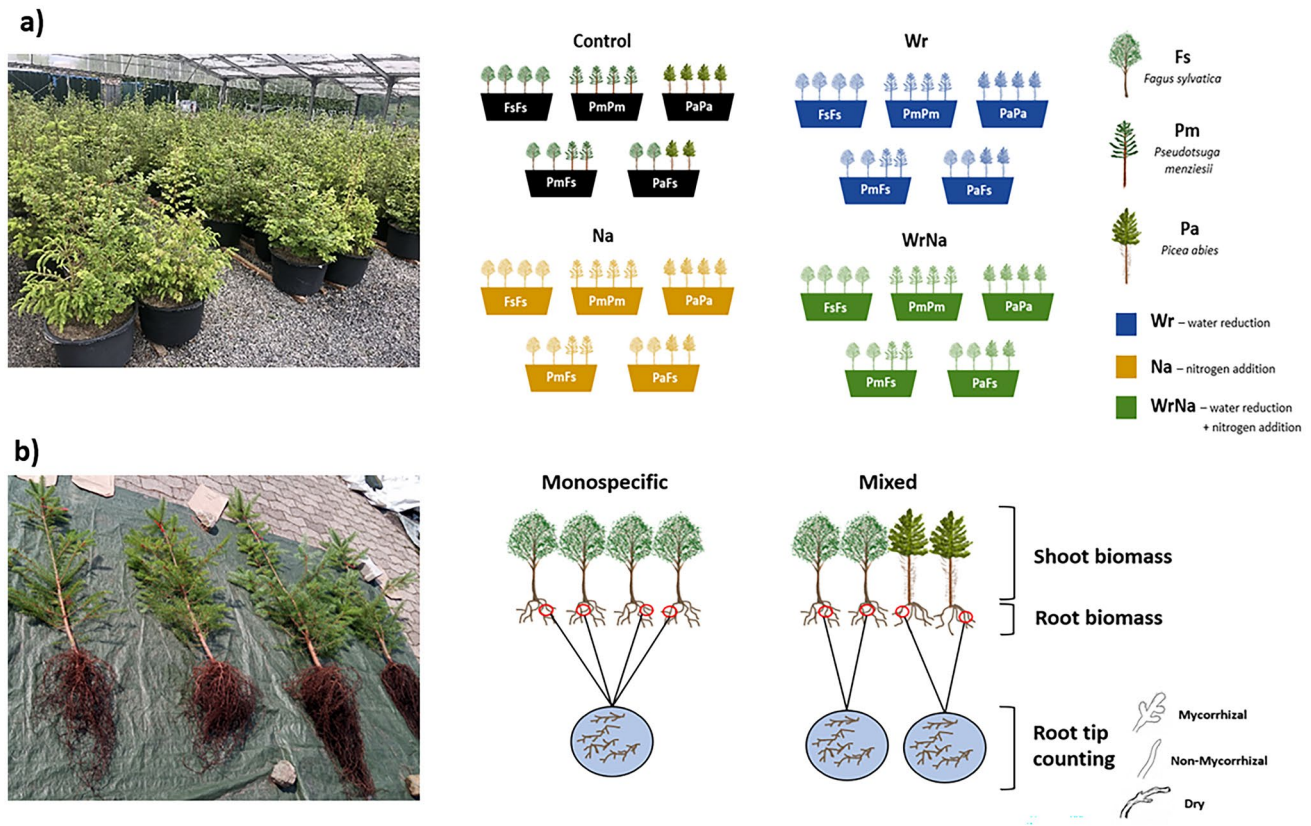 a)
Control
FsFs
PmPm
PaPa
PmFs
PaFs
Wr
FsFs
PmPm
PaPa
PmFs
PaFs
Na
FsFs
PmPm
PaPa
PmFs
PaFs
WrNa
FsFs
PmPm
PaPa
PmFs
PaFs
Fs
Fagus sylvatica
Pm
Pseudotsuga
menziesii
Pa
Picea abies
Wr – water reduction
Na – nitrogen addition
WrNa – water reduction
+ nitrogen addition
b)
Monospecific
Mixed
Shoot biomass
Root biomass
Root tip
counting
Mycorrhizal
Non-Mycorrhizal
Dry